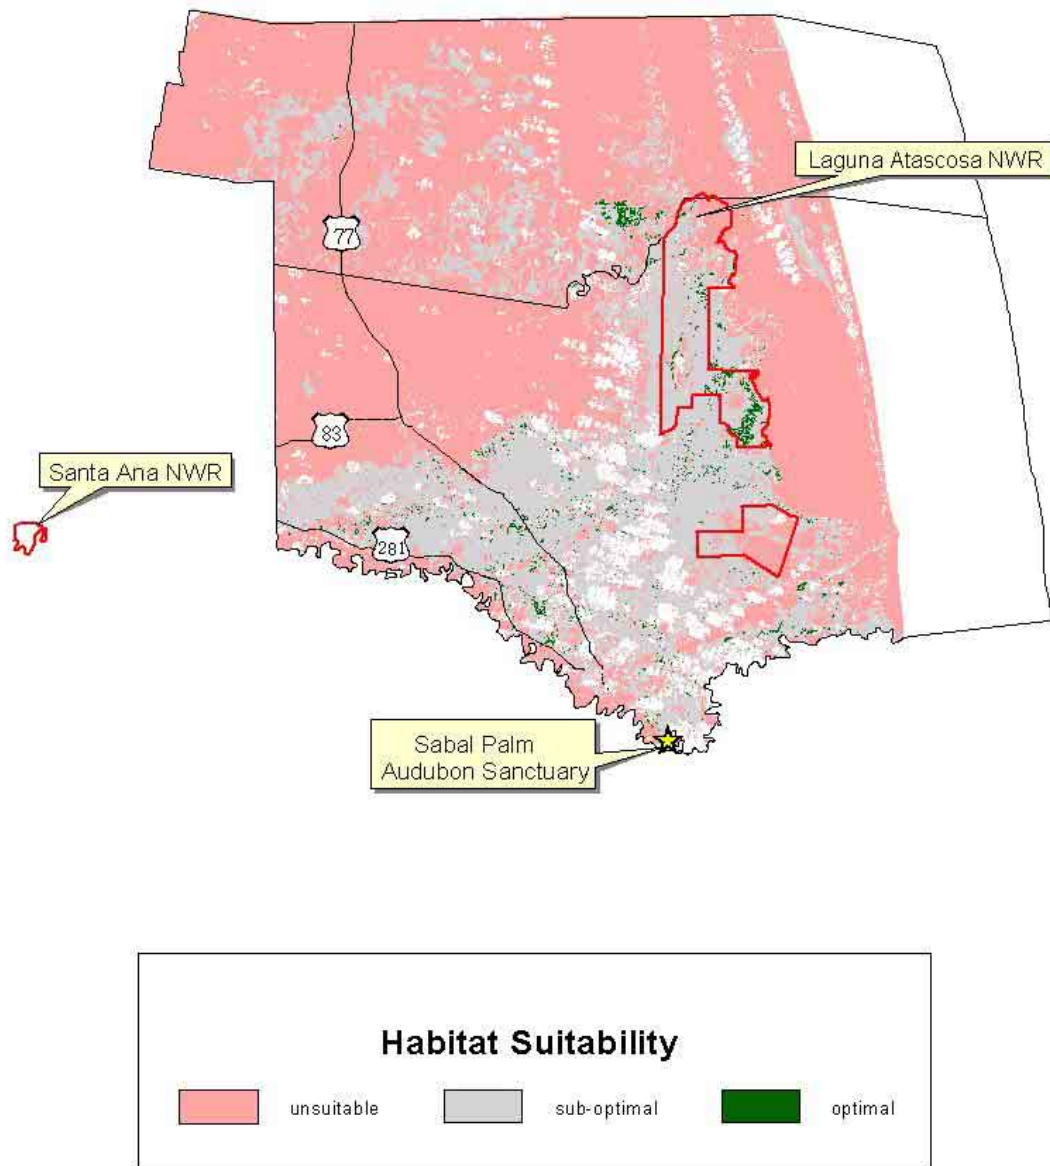 Laguna Atascosa NWR
77
83
Santa Ana NWR
281
Sabal Palm
Audubon Sanctuary
Habitat Suitability
unsuitable
sub-optimal
optimal